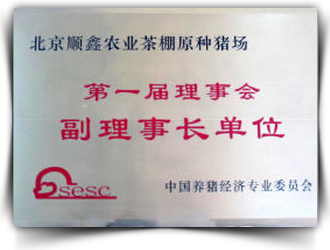 北京顺鑫农业茶棚原种猪场
第一届理事会
副理事长单位
sesc
中国养猪经济专业委员会